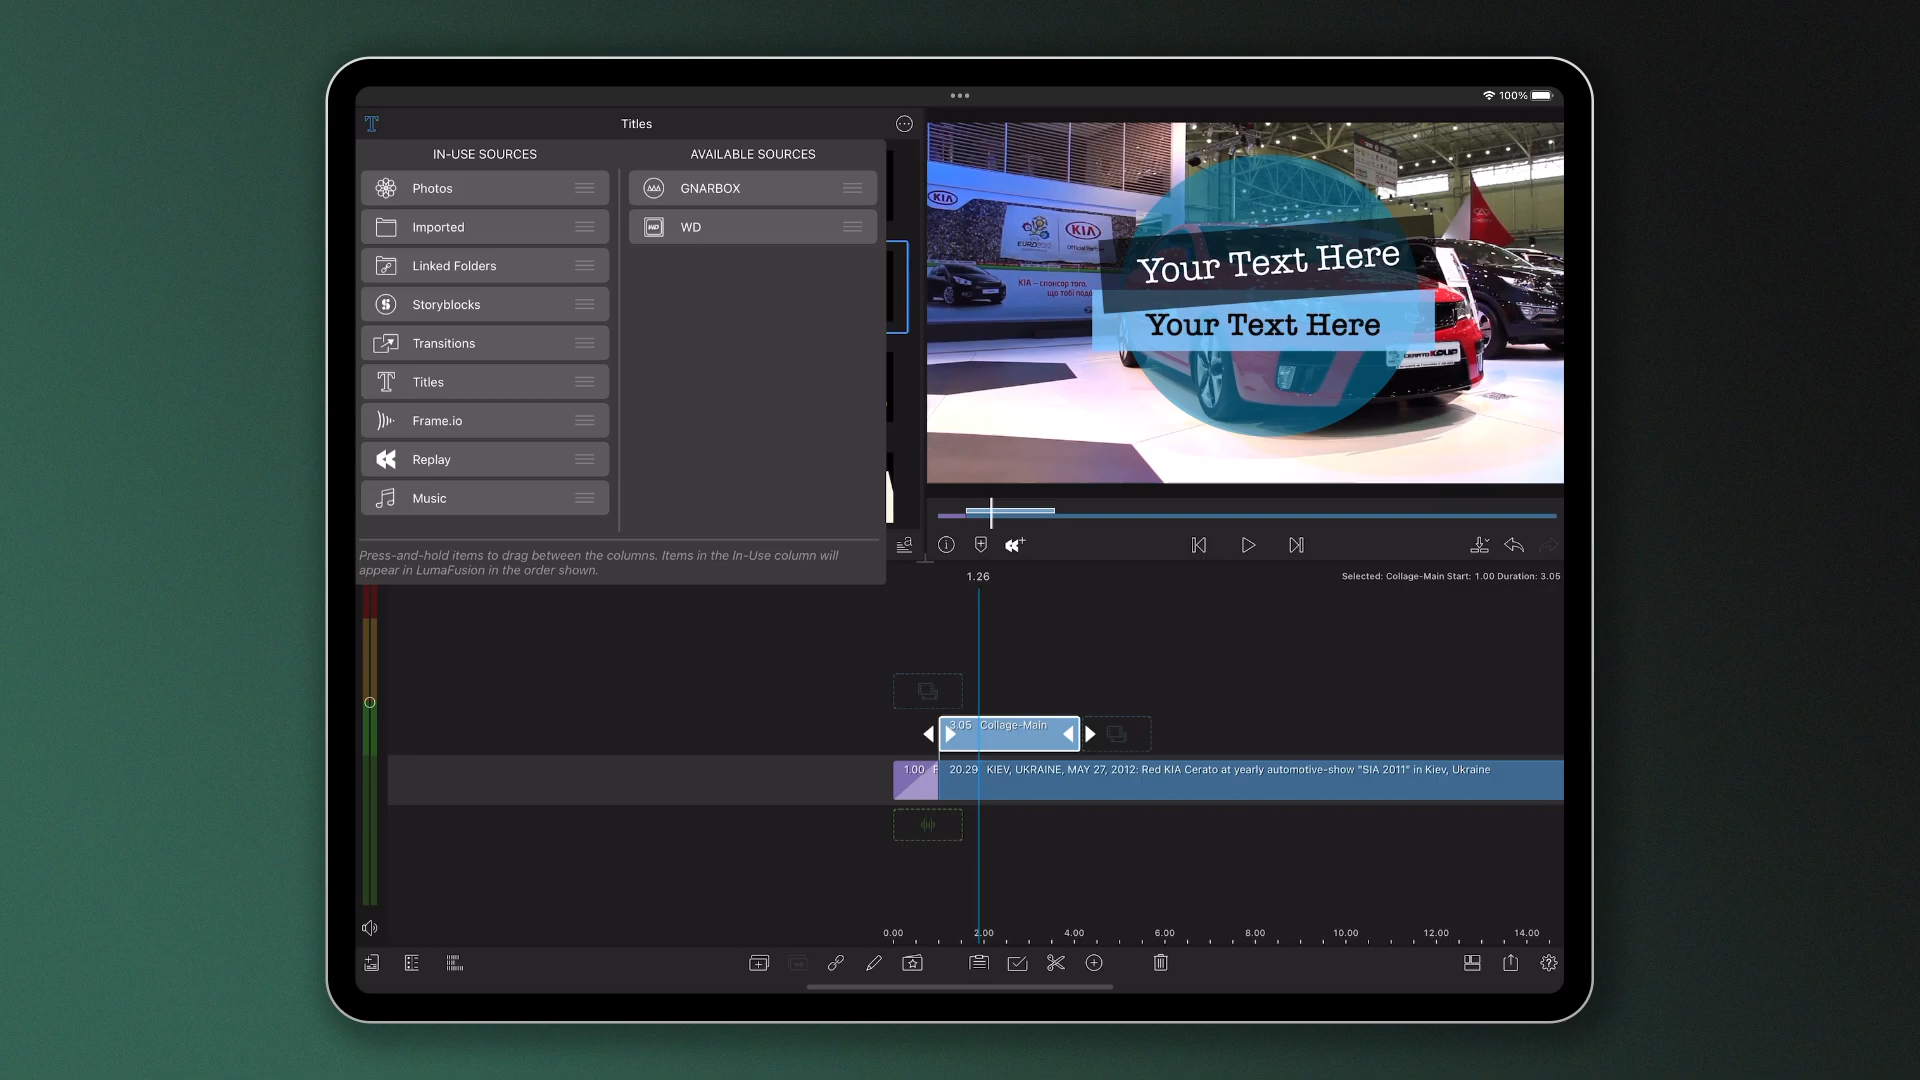 100%
Titles
IN-USE SOURCES
AVAILABLE SOURCES
Photos
Imported
Linked Folders
Storyblocks
Transitions
Titles
Frame.io
Replay
Music
GNARBOX
WD
WD
Press-and-hold items to drag between the columns. Items in the In-Use column will
appear in LumaFusion in the order shown.
KIA
EURO2012
KIA
KIA – спонсор того,
Your Text Here
Your Text Here
1.26
Selected: Collage-Main Start: 1.00 Duration: 3.05
3.05 Collage-Main
1.00 F
20.29 KIEV, UKRAINE, MAY 27, 2012: Red KIA Cerato at yearly automotive-show "SIA 2011" in Kiev, Ukraine
0.00 2.00 4.00 6.00 8.00 10.00 12.00 14.00